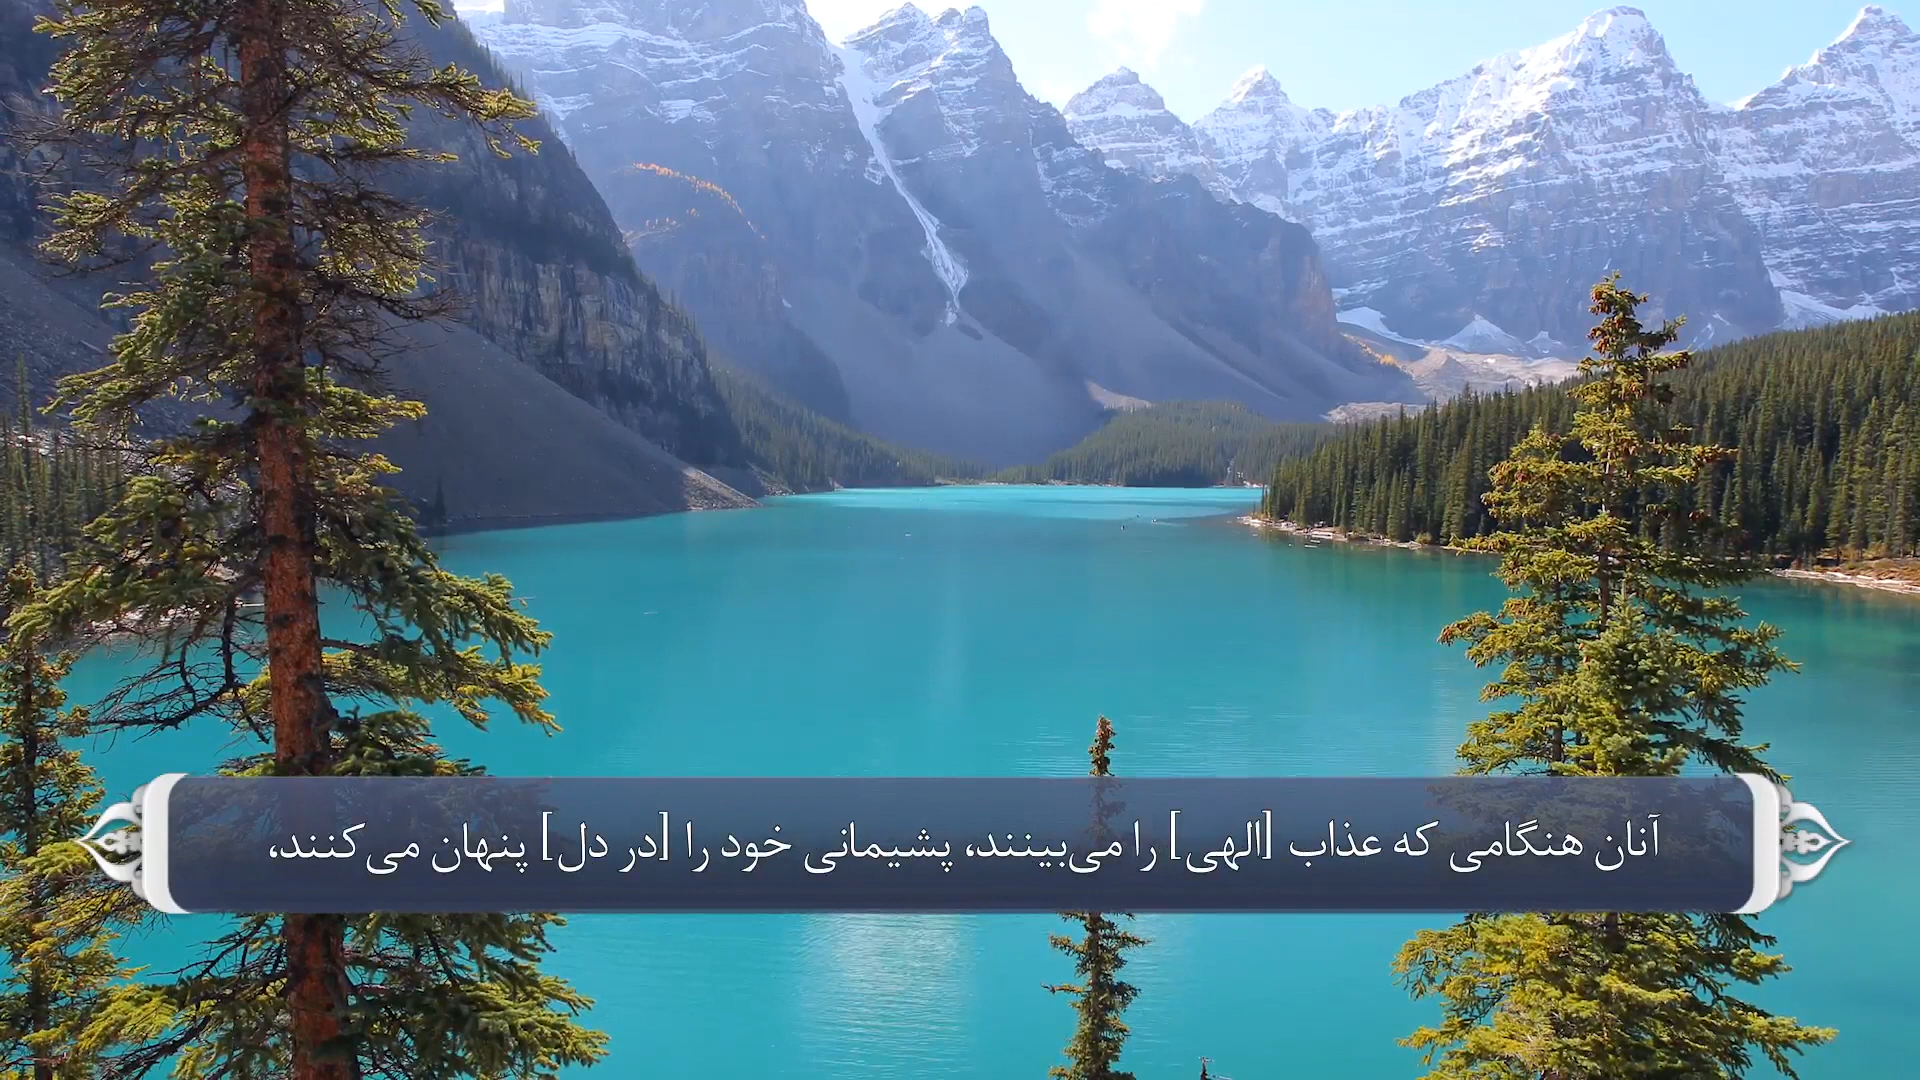 آنان هنگامی که عذاب [الهی] را می‌بینند، پشیمانی خود را [در دل] پنهان می‌کنند،